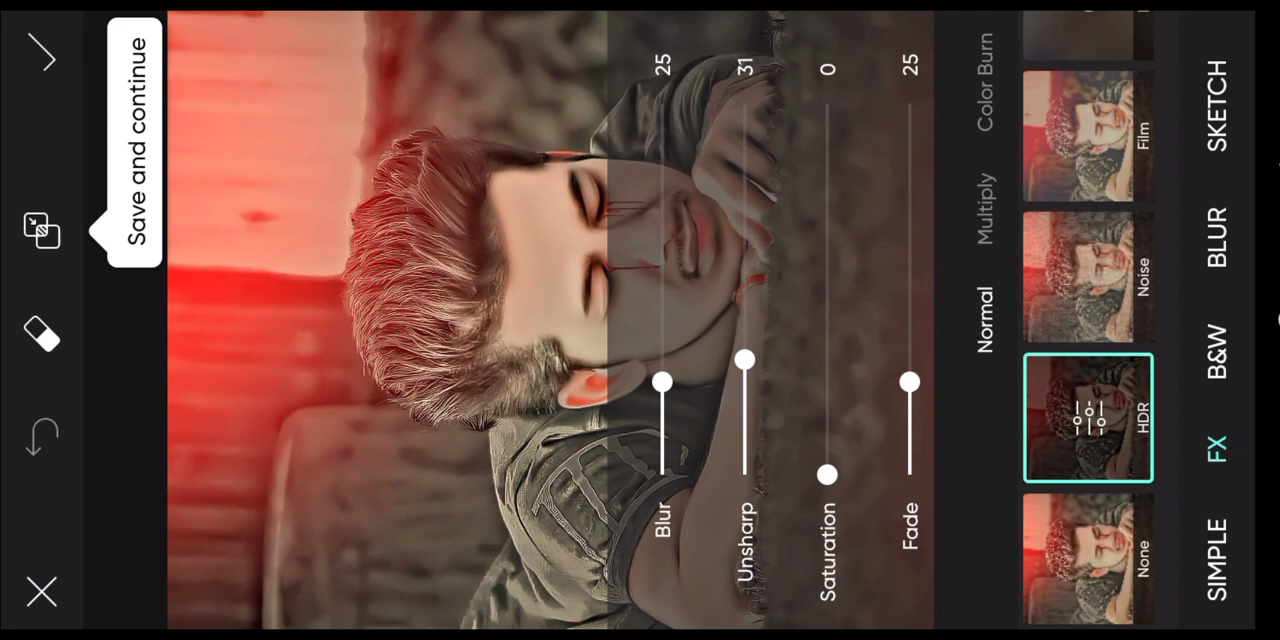 Save and continue
Blur 25
Unsharp 31
Saturation 0
Fade 25
Normal Multiply Color Burn
None HDR Noise Film
SIMPLE FX B&W BLUR SKETCH